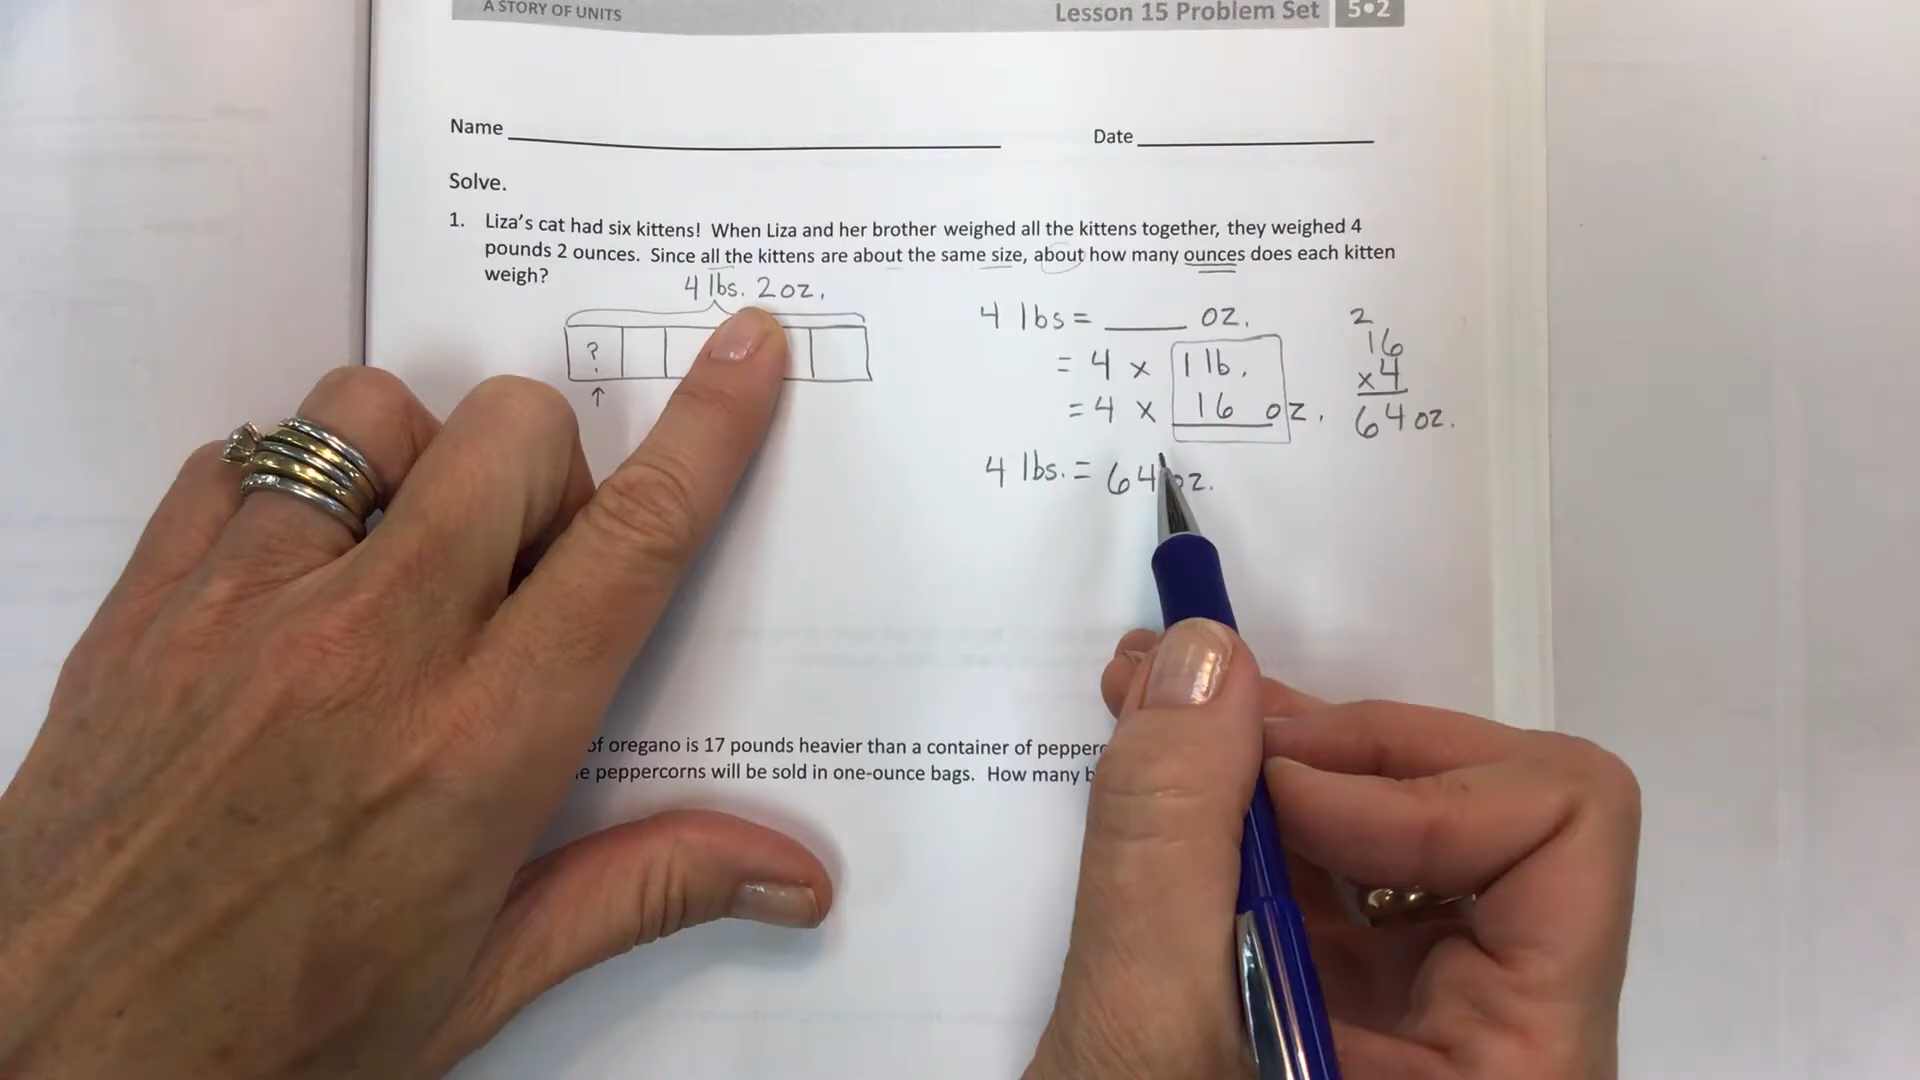 A STORY OF UNITS
Lesson 15 Problem Set 5•2
Name
Date
Solve.
1. Liza's cat had six kittens! When Liza and her brother weighed all the kittens together, they weighed 4
pounds 2 ounces. Since all the kittens are about the same size, about how many ounces does each kitten
weigh?
4 lbs. 2 oz.
?
↑
4 lbs = ____ oz.
= 4 x 1 lb.
= 4 x 16 oz.
4 lbs. = 64 oz.
2
16
x4
64 oz.
of oregano is 17 pounds heavier than a container of
peppercorns will be sold in one-ounce bags. How many